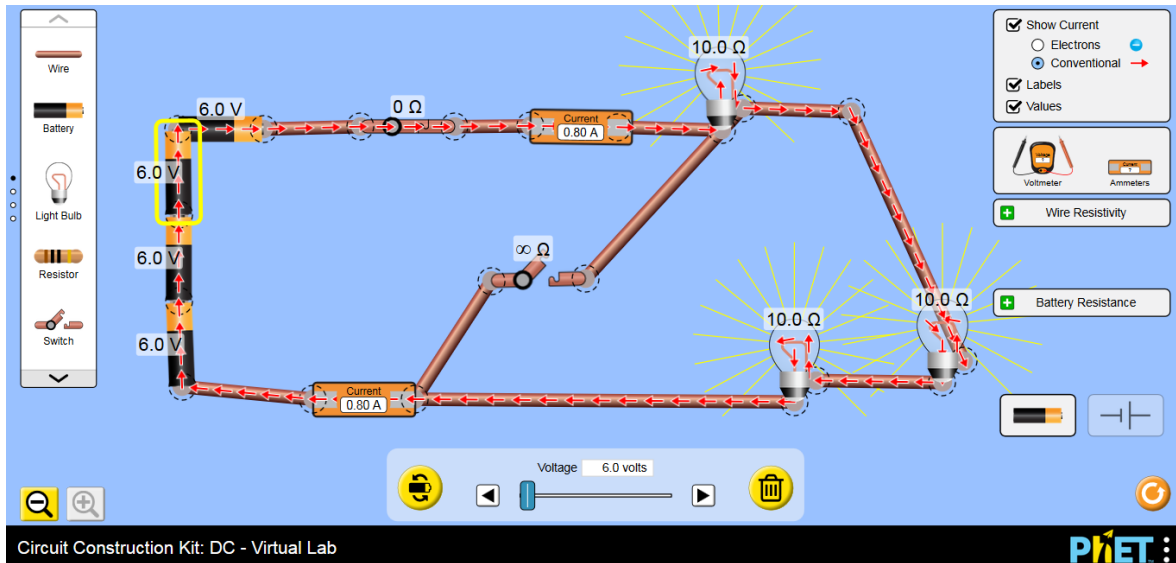 Wire
Battery
Light Bulb
Resistor
Switch
6.0 V
6.0 V
6.0 V
6.0 V
0 Ω
Current
0.80 A
10.0 Ω
∞ Ω
10.0 Ω
10.0 Ω
Current
0.80 A
Show Current
Electrons
Conventional
Labels
Values
Voltage
?
Voltmeter
Current
?
Ammeters
Wire Resistivity
Battery Resistance
Voltage 6.0 volts
Circuit Construction Kit: DC - Virtual Lab
PhET